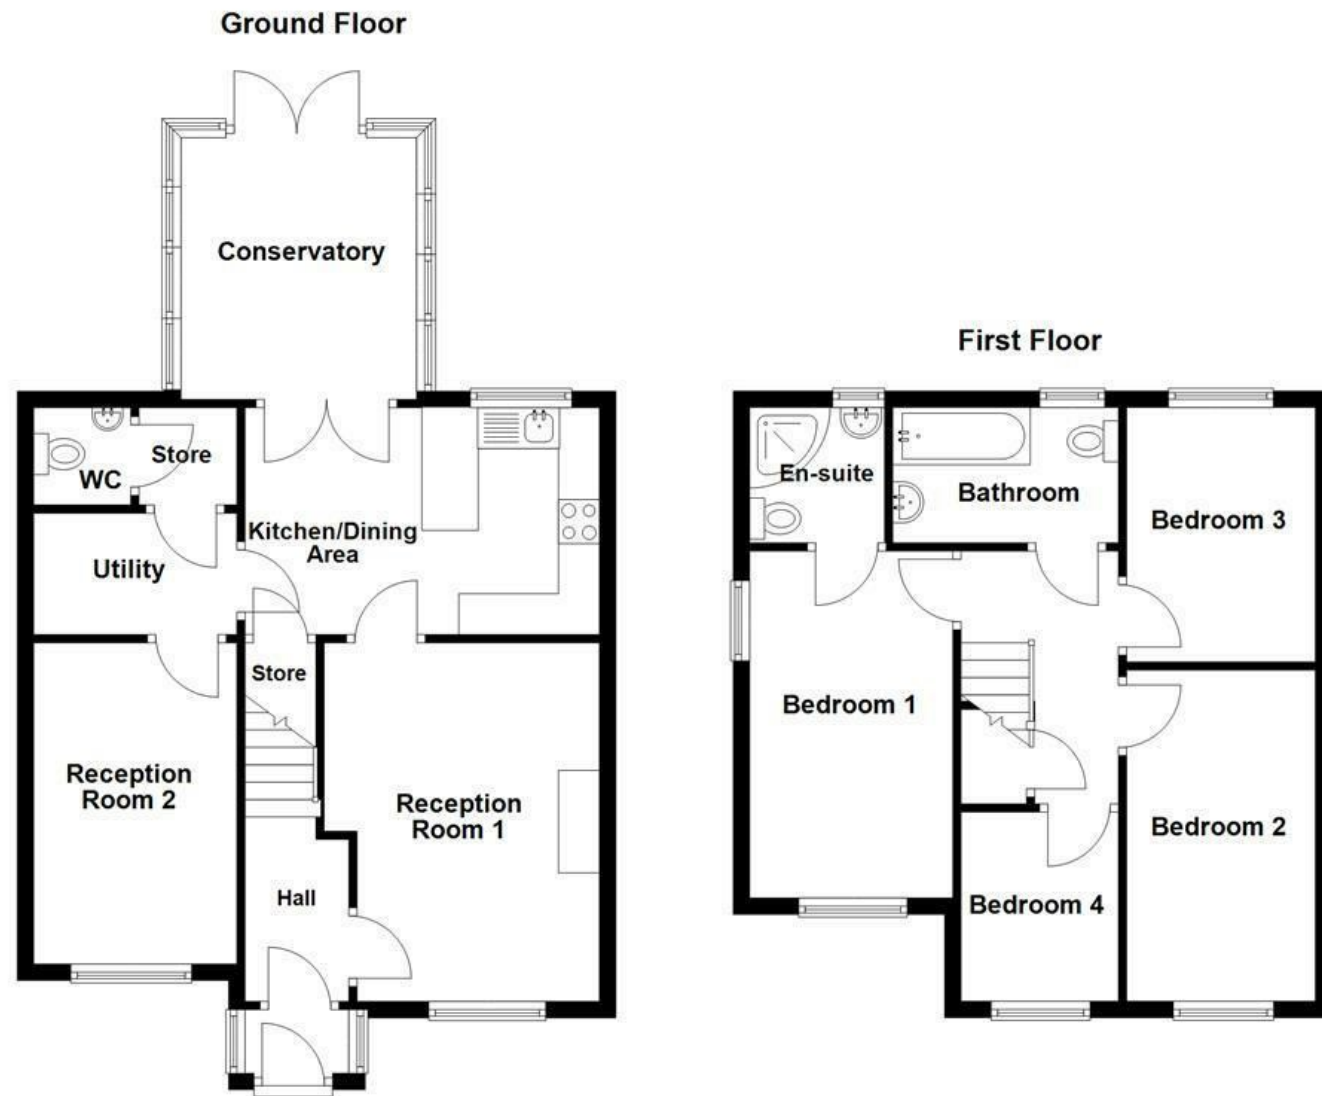 Ground Floor
Conservatory
Store
WC
Kitchen/Dining
Area
Utility
Store
Reception
Room 2
Reception
Room 1
Hall
First Floor
En-suite
Bathroom
Bedroom 3
Bedroom 1
Bedroom 2
Bedroom 4